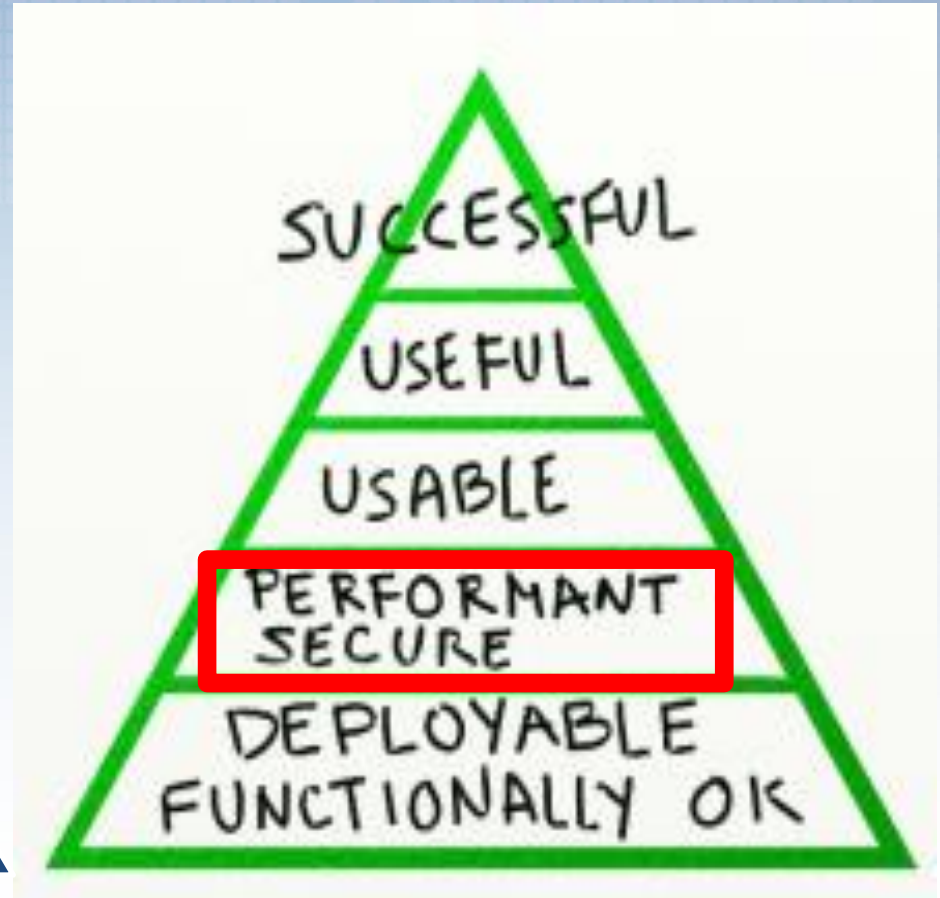 SUCCESSFUL
USEFUL
USABLE
PERFORMANT
SECURE
DEPLOYABLE
FUNCTIONALLY OK